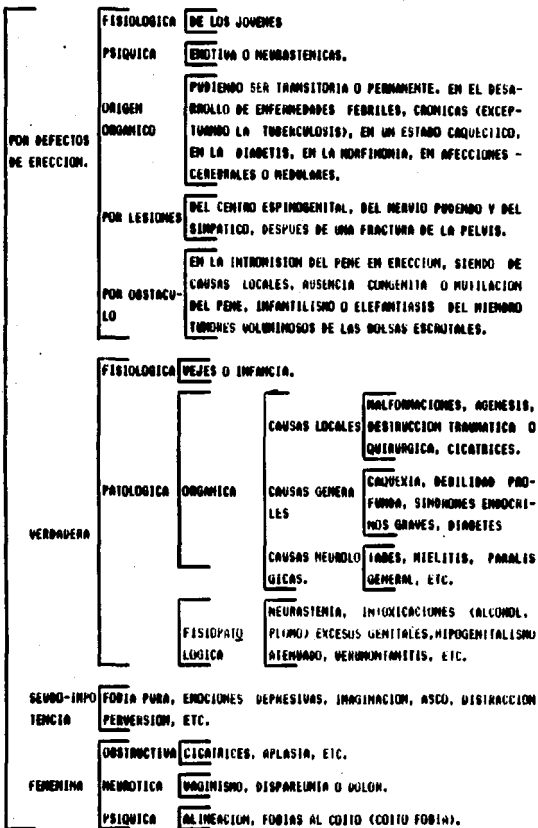 FISIOLOGICA DE LOS JOVENES
PSIQUICA EMOTIVA O NEURASTENICAS.
POR DEFECTOS DE ERECCION.
ORIGEN ORGANICO
PUDIENDO SER TRANSITORIA O PERMANENTE. EN EL DESA-
RROLLO DE ENFERMEDADES FEBRILES, CRONICAS (EXCEP-
TUANDO LA TUBERCULOSIS), EN UN ESTADO CAQUECTICO,
EN LA DIABETIS, EN LA MORFINOMIA, EN AFECCIONES -
CEREBRALES O MEDULARES.
POR LESIONES
DEL CENTRO ESPINOGENITAL, DEL NERVIO PUDENDO Y DEL
SIMPATICO, DESPUES DE UNA FRACTURA DE LA PELVIS.
POR OBSTACU-
LO
EN LA INTROMISION DEL PENE EN ERECCION, SIENDO DE
CAUSAS LOCALES, AUSENCIA CONGENITA O MUTILACION
DEL PENE, INFANTILISMO O ELEFANTIASIS DEL MIEMBRO
TUMORES VOLUMINOSOS DE LAS BOLSAS ESCROTALES.
VERDADERA
FISIOLOGICA VEJES O INFANCIA.
PATOLOGICA
ORGANICA
CAUSAS LOCALES
MALFORMACIONES, AGENESIS,
DESTRUCCION TRAUMATICA O
QUIRURGICA, CICATRICES.
CAUSAS GENERA
LES
CAQUEXIA, DEBILIDAD PRO-
FUNDA, SINDROMES ENDOCRI-
NOS GRAVES, DIABETES
CAUSAS NEUROLO
GICAS.
TABES, MIELITIS, PARALIS
GENERAL, ETC.
FISIOPATO
LOGICA
NEURASTENIA, INTOXICACIONES (ALCOHOL,
PLOMO) EXCESOS GENITALES, HIPOGENITALISMO
ATENUADO, VERUMONTANITIS, ETC.
SEUDO-IMPO
TENCIA
FOBIA PURA, EMOCIONES DEPRESIVAS, IMAGINACION, ASCO, DISTRACCION
PERVERSION, ETC.
FEMENINA
OBSTRUCTIVA CICATRICES, APLASIA, ETC.
NEUROTICA VAGINISMO, DISPAREUNIA O DOLOR.
PSIQUICA ALINEACION, FOBIAS AL COITO (COITO FOBIA).